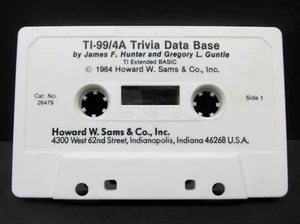 TI-99/4A Trivia Data Base
by James F. Hunter and Gregory L. Guntle
TI Extended BASIC
© 1984 Howard W. Sams & Co., Inc.
Cat. No.
26479
Side 1
Howard W. Sams & Co., Inc.
4300 West 62nd Street, Indianapolis, Indiana 46268 U.S.A.